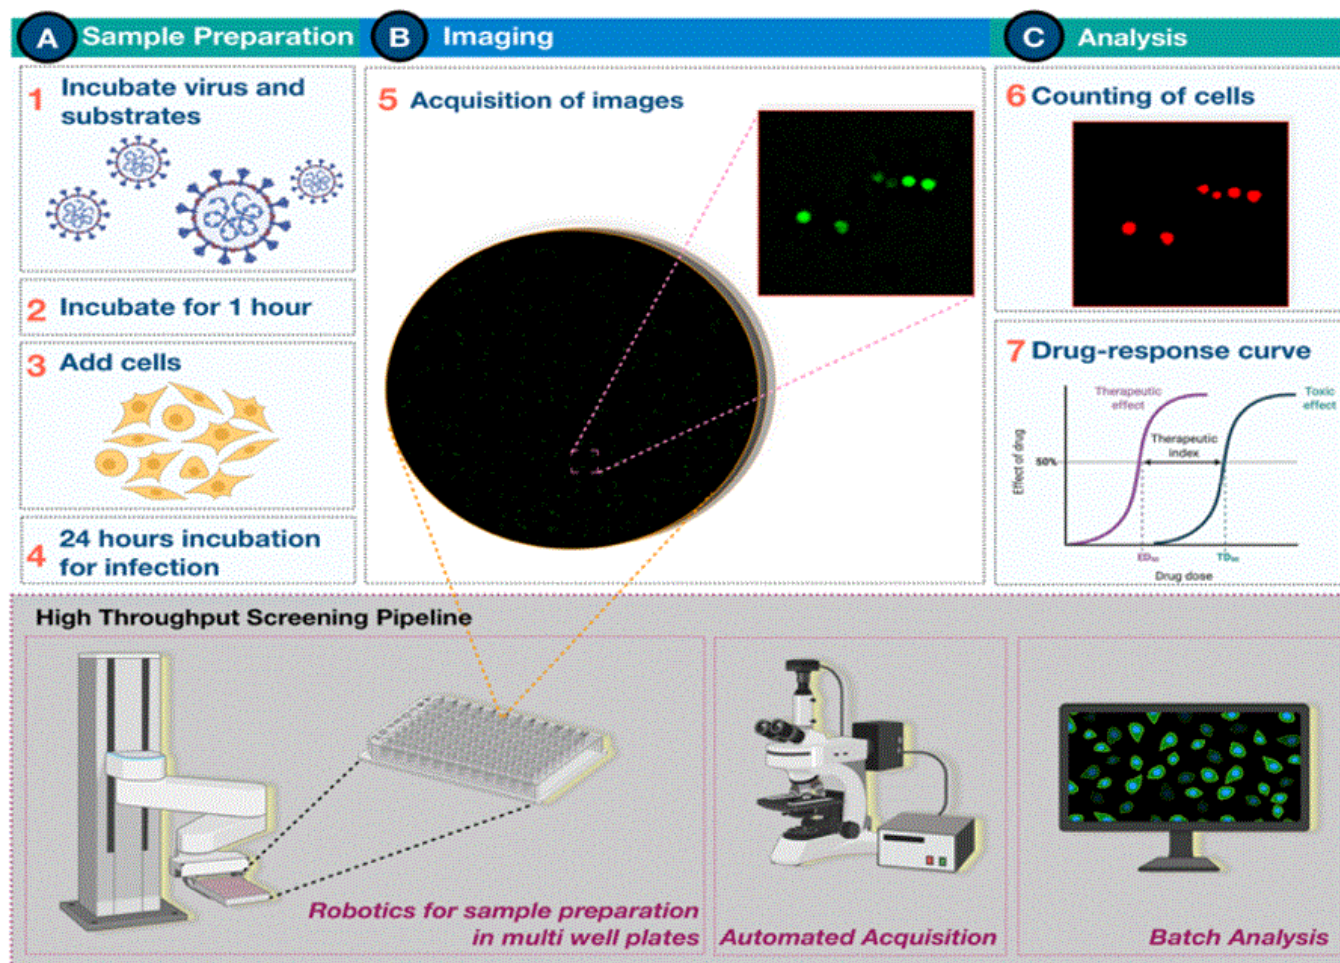 A Sample Preparation
B Imaging
C Analysis
1 Incubate virus and
substrates
2 Incubate for 1 hour
3 Add cells
4 24 hours incubation
for infection
5 Acquisition of images
6 Counting of cells
7 Drug-response curve
Therapeutic
effect
Toxic
effect
Therapeutic
index
Effect of drug
50%
ED50
TD50
Drug dose
High Throughput Screening Pipeline
Robotics for sample preparation
in multi well plates
Automated Acquisition
Batch Analysis